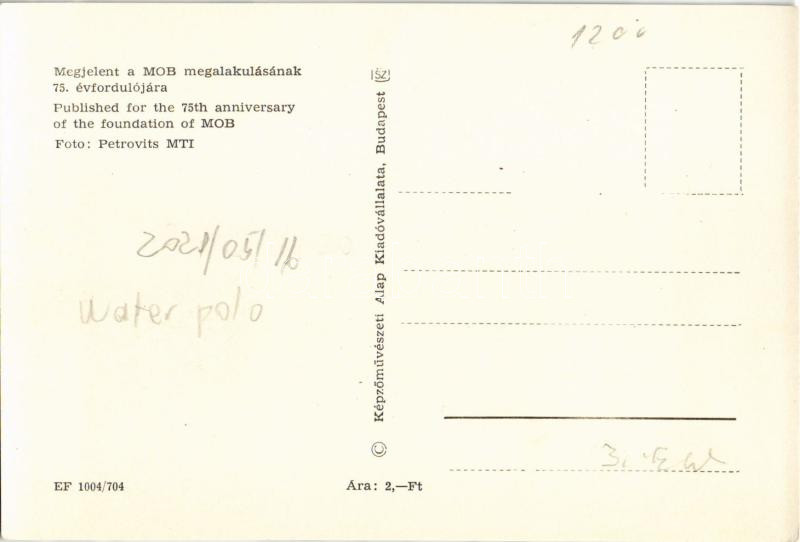 1200
Megjelent a MOB megalakulásának
75. évfordulójára
Published for the 75th anniversary
of the foundation of MOB
Foto: Petrovits MTI
2021/05/16
water polo
© Képzőművészeti Alap Kiadóvállalata, Budapest (SZ)
EF 1004/704
Ára: 2,—Ft